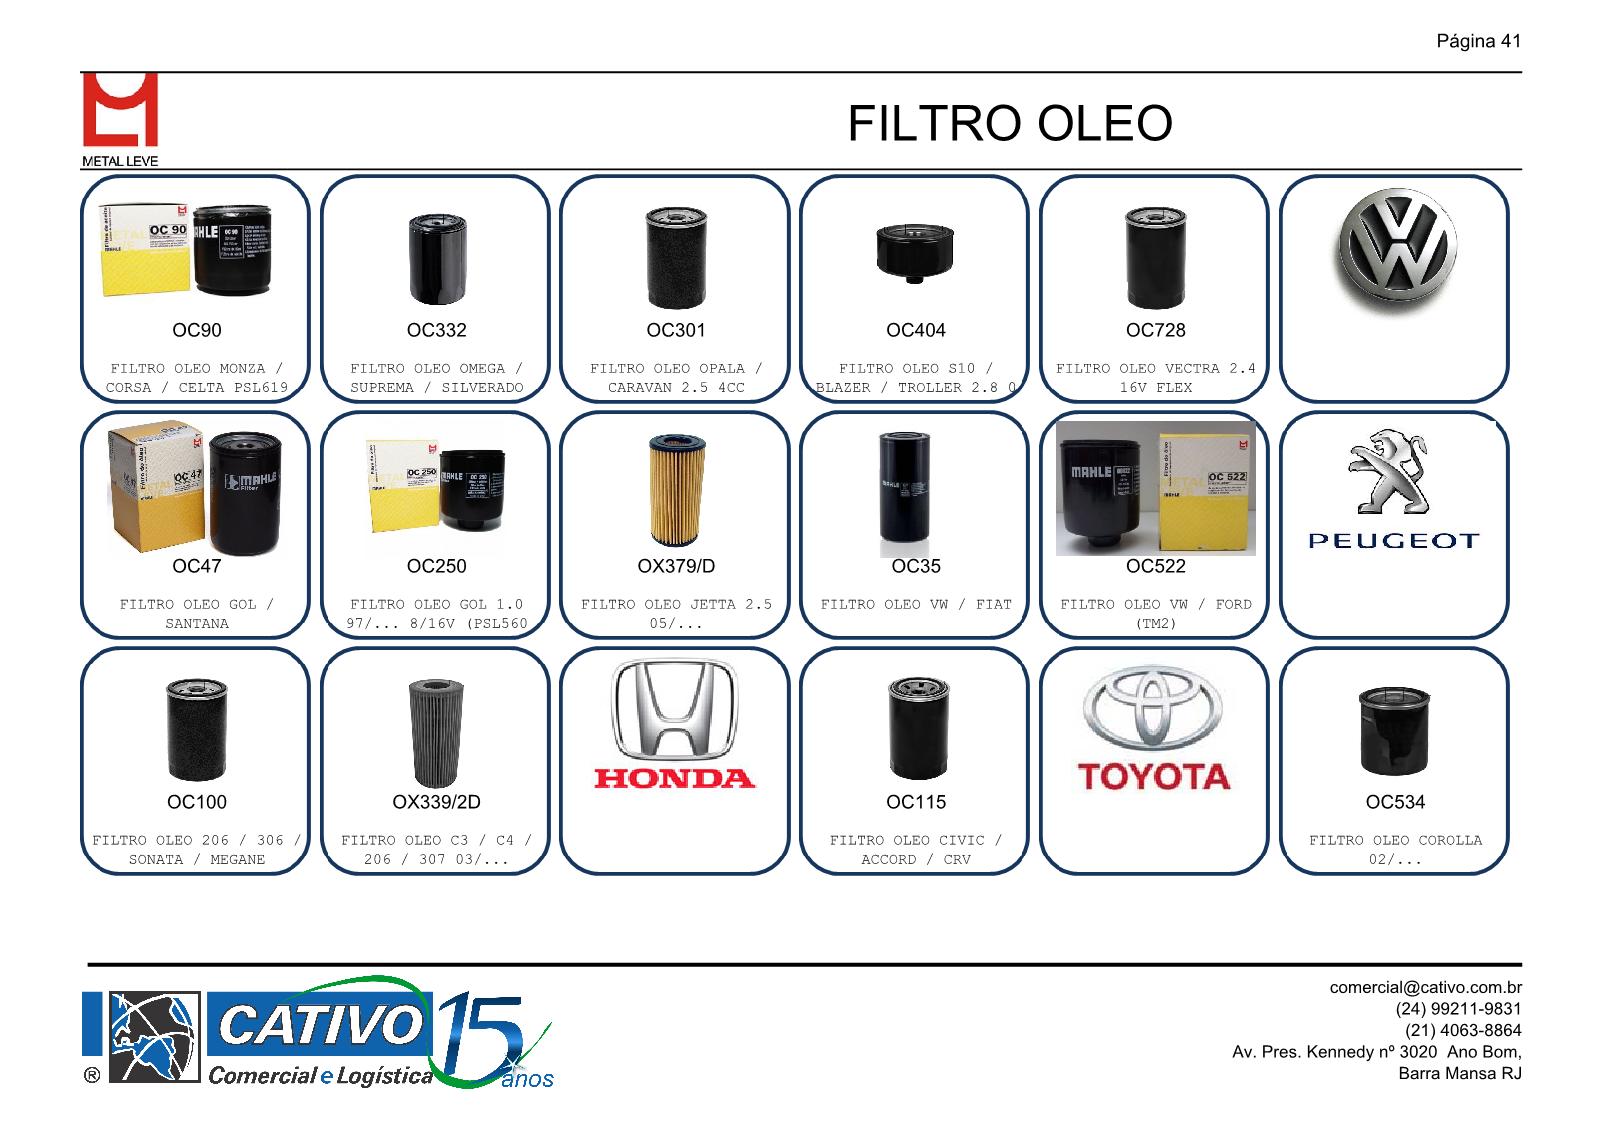 Página 41
METAL LEVE
FILTRO OLEO
OC 90
MAHLE
OC90
FILTRO OLEO MONZA /
CORSA / CELTA PSL619
OC332
FILTRO OLEO OMEGA /
SUPREMA / SILVERADO
OC301
FILTRO OLEO OPALA /
CARAVAN 2.5 4CC
OC404
FILTRO OLEO S10 /
BLAZER / TROLLER 2.8 0
OC728
FILTRO OLEO VECTRA 2.4
16V FLEX
OC 47
MAHLE
Filter
OC47
FILTRO OLEO GOL /
SANTANA
OC 250
MAHLE
OC250
FILTRO OLEO GOL 1.0
97/... 8/16V (PSL560
OX379/D
FILTRO OLEO JETTA 2.5
05/...
MAHLE
OC35
FILTRO OLEO VW / FIAT
MAHLE
OC 522
OC522
FILTRO OLEO VW / FORD
(TM2)
PEUGEOT
OC100
FILTRO OLEO 206 / 306 /
SONATA / MEGANE
OX339/2D
FILTRO OLEO C3 / C4 /
206 / 307 03/...
HONDA
OC115
FILTRO OLEO CIVIC /
ACCORD / CRV
TOYOTA
OC534
FILTRO OLEO COROLLA
02/...
CATIVO 15
® Comercial e Logística anos
comercial@cativo.com.br
(24) 99211-9831
(21) 4063-8864
Av. Pres. Kennedy nº 3020 Ano Bom,
Barra Mansa RJ